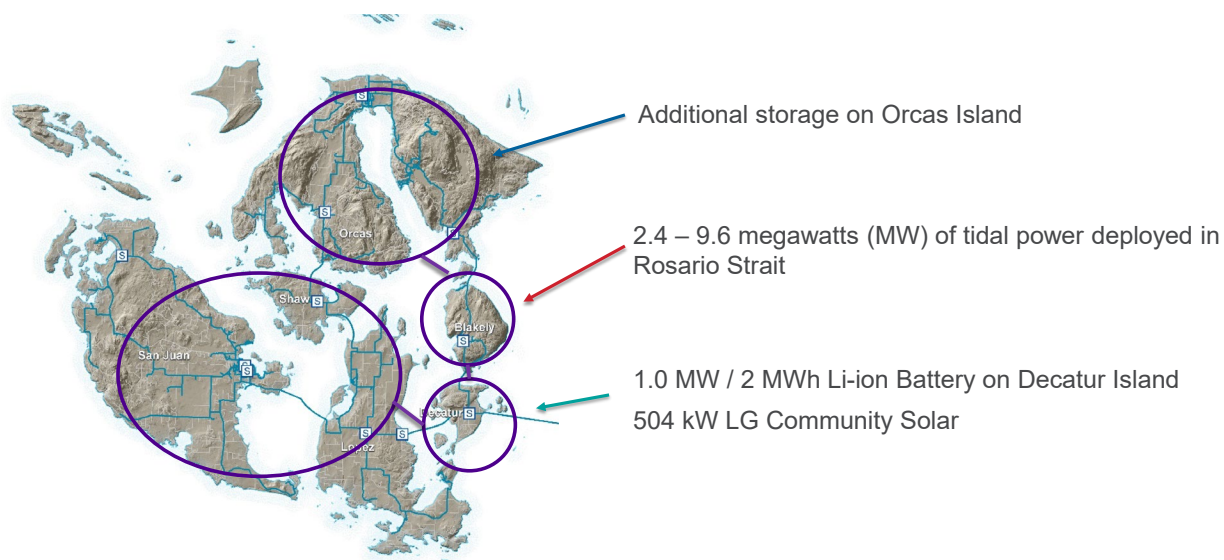 Additional storage on Orcas Island
2.4 – 9.6 megawatts (MW) of tidal power deployed in
Rosario Strait
1.0 MW / 2 MWh Li-ion Battery on Decatur Island
504 kW LG Community Solar
S
S
Orcas
S
S
Shaw
S
Blakely
S
San Juan
S
Decatur
S
S
S
Lopez